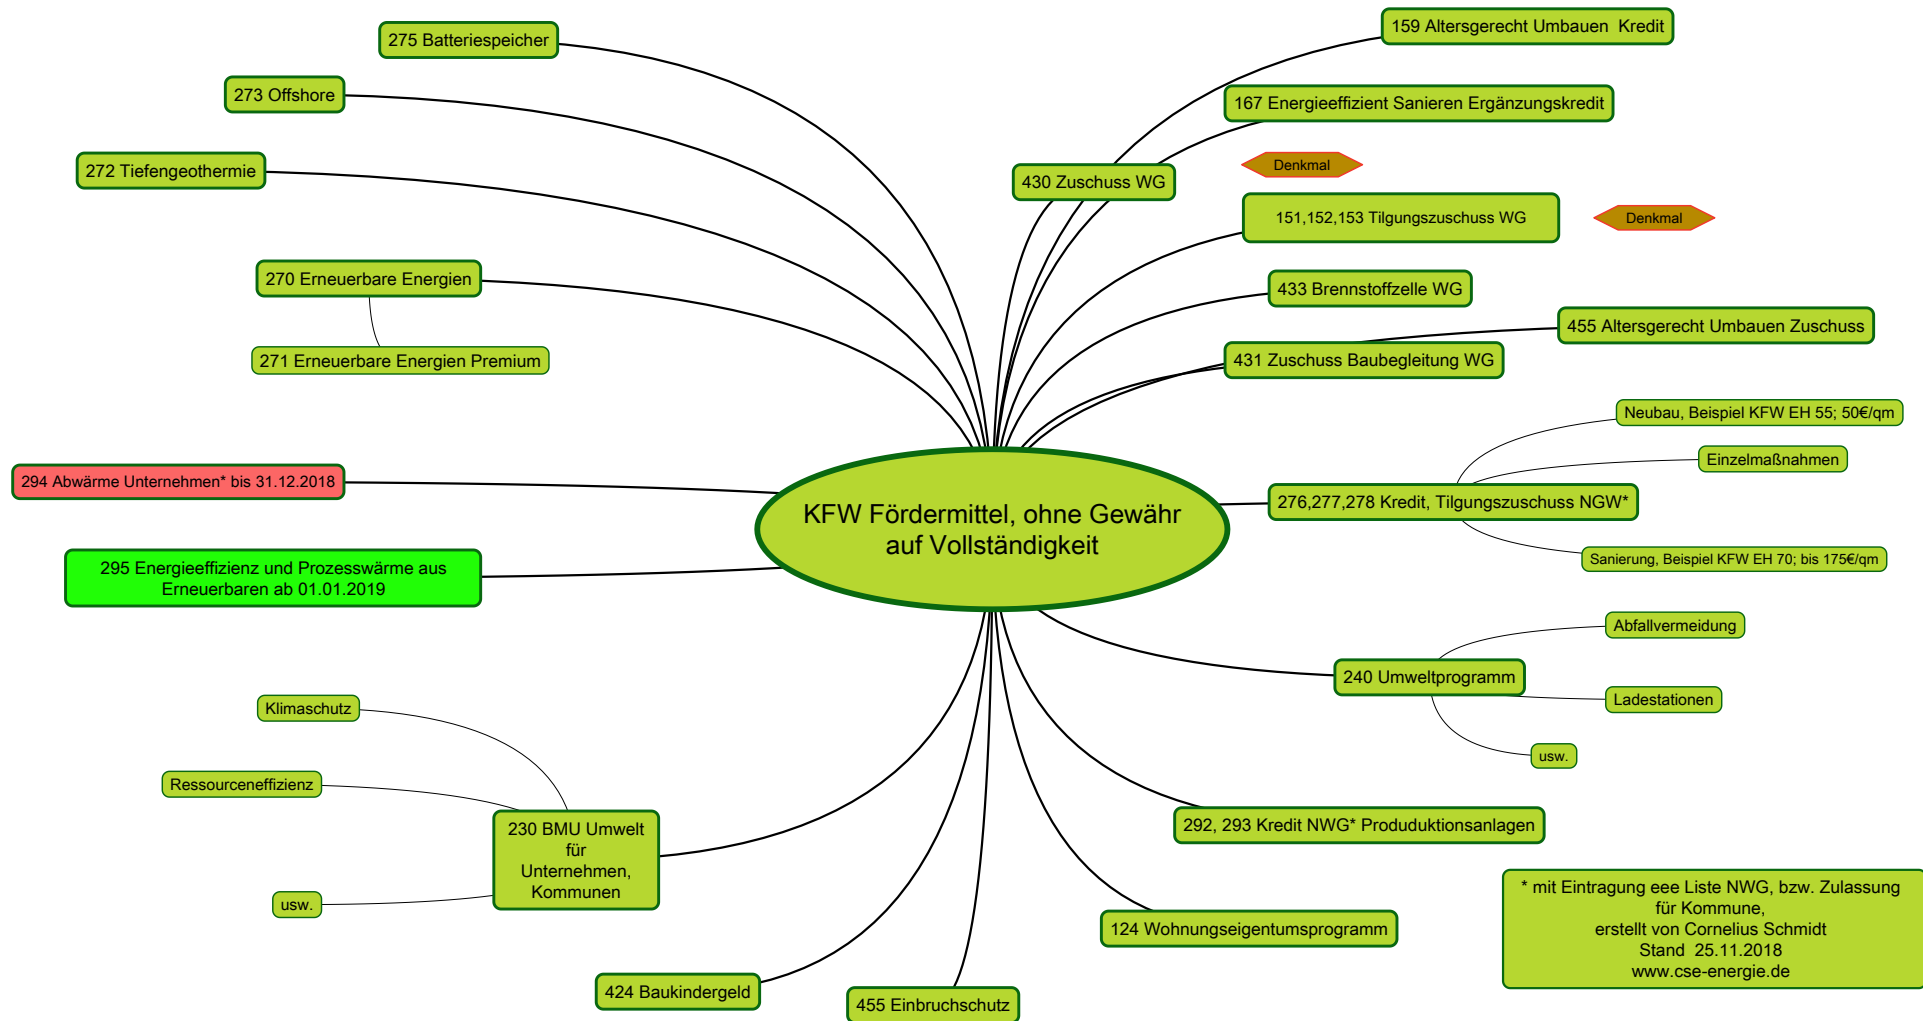 275 Batteriespeicher
159 Altersgerecht Umbauen  Kredit
273 Offshore
167 Energieeffizient Sanieren Ergänzungskredit
272 Tiefengeothermie
430 Zuschuss WG
Denkmal
151,152,153 Tilgungszuschuss WG
Denkmal
270 Erneuerbare Energien
433 Brennstoffzelle WG
455 Altersgerecht Umbauen Zuschuss
271 Erneuerbare Energien Premium
431 Zuschuss Baubegleitung WG
Neubau, Beispiel KFW EH 55; 50€/qm
Einzelmaßnahmen
294 Abwärme Unternehmen* bis 31.12.2018
276,277,278 Kredit, Tilgungszuschuss NGW*
KFW Fördermittel, ohne Gewähr
auf Vollständigkeit
Sanierung, Beispiel KFW EH 70; bis 175€/qm
295 Energieeffizienz und Prozesswärme aus
Erneuerbaren ab 01.01.2019
Abfallvermeidung
240 Umweltprogramm
Ladestationen
usw.
Klimaschutz
Ressourceneffizienz
230 BMU Umwelt
für
Unternehmen,
Kommunen
usw.
292, 293 Kredit NWG* Produduktionsanlagen
124 Wohnungseigentumsprogramm
424 Baukindergeld
455 Einbruchschutz
* mit Eintragung eee Liste NWG, bzw. Zulassung
für Kommune,
erstellt von Cornelius Schmidt
Stand  25.11.2018
www.cse-energie.de